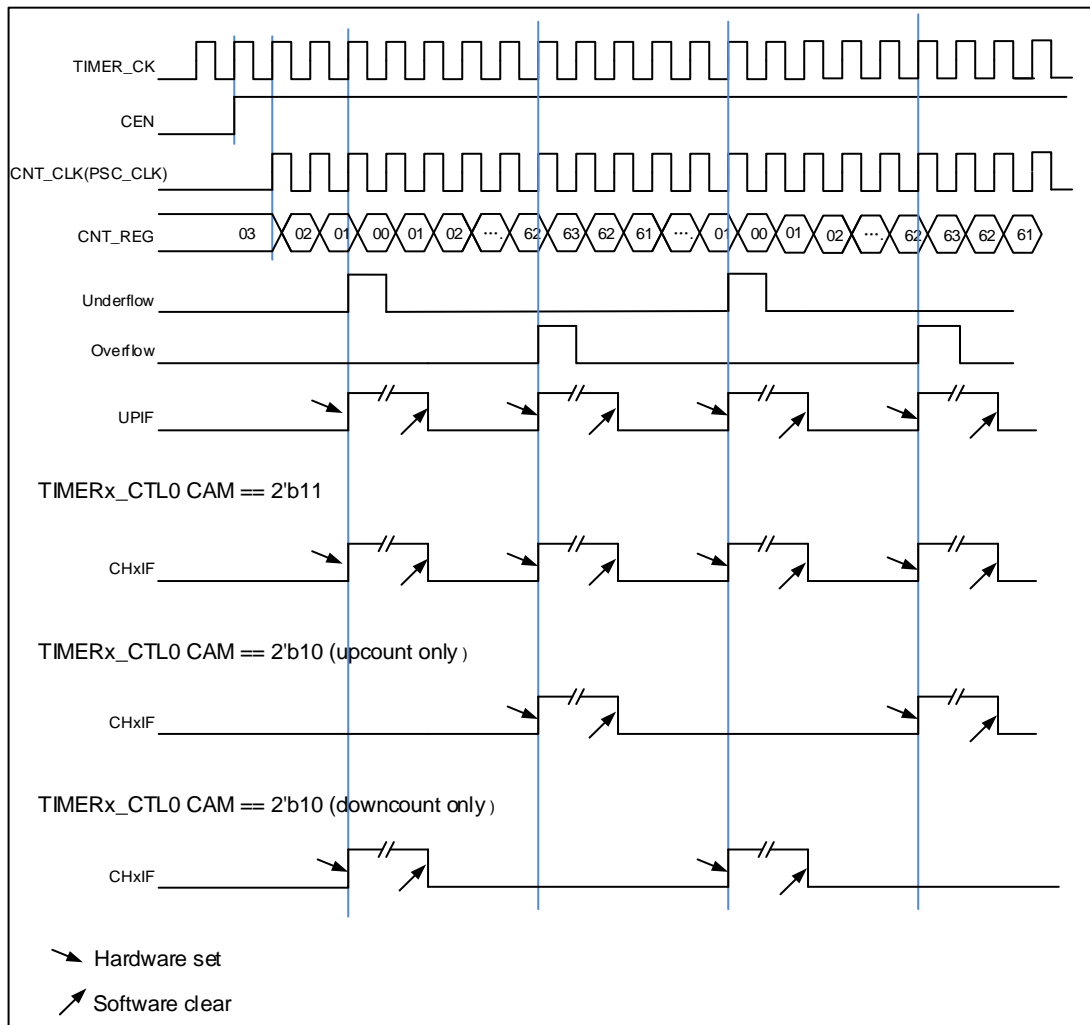 TIMER_CK
CEN
CNT_CLK(PSC_CLK)
CNT_REG 03 02 01 00 01 02 .... 62 63 62 61 .... 01 00 01 02 .... 62 63 62 61
Underflow
Overflow
UPIF
TIMERx_CTL0 CAM == 2'b11
CHxIF
TIMERx_CTL0 CAM == 2'b10 (upcount only）
CHxIF
TIMERx_CTL0 CAM == 2'b10 (downcount only）
CHxIF
Hardware set
Software clear